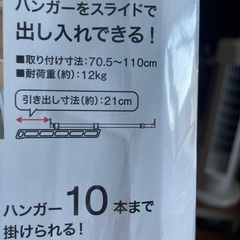 ハンガーをスライドで
出し入れできる!
■取り付け寸法:70.5~110cm
■耐荷重(約):12kg
引き出し寸法(約):21cm
ハンガー10本まで
掛けられる!